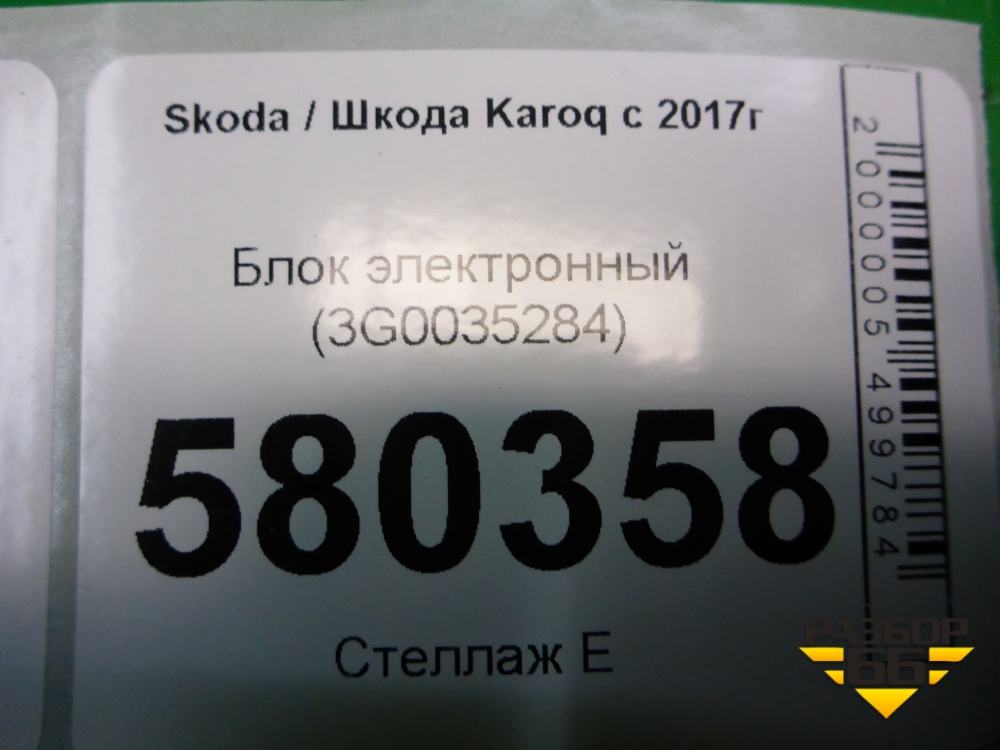 Skoda / Шкода Karoq с 2017г
Блок электронный
(3G0035284)
580358
Стеллаж Е
2000005499784
РАЗБОР
66